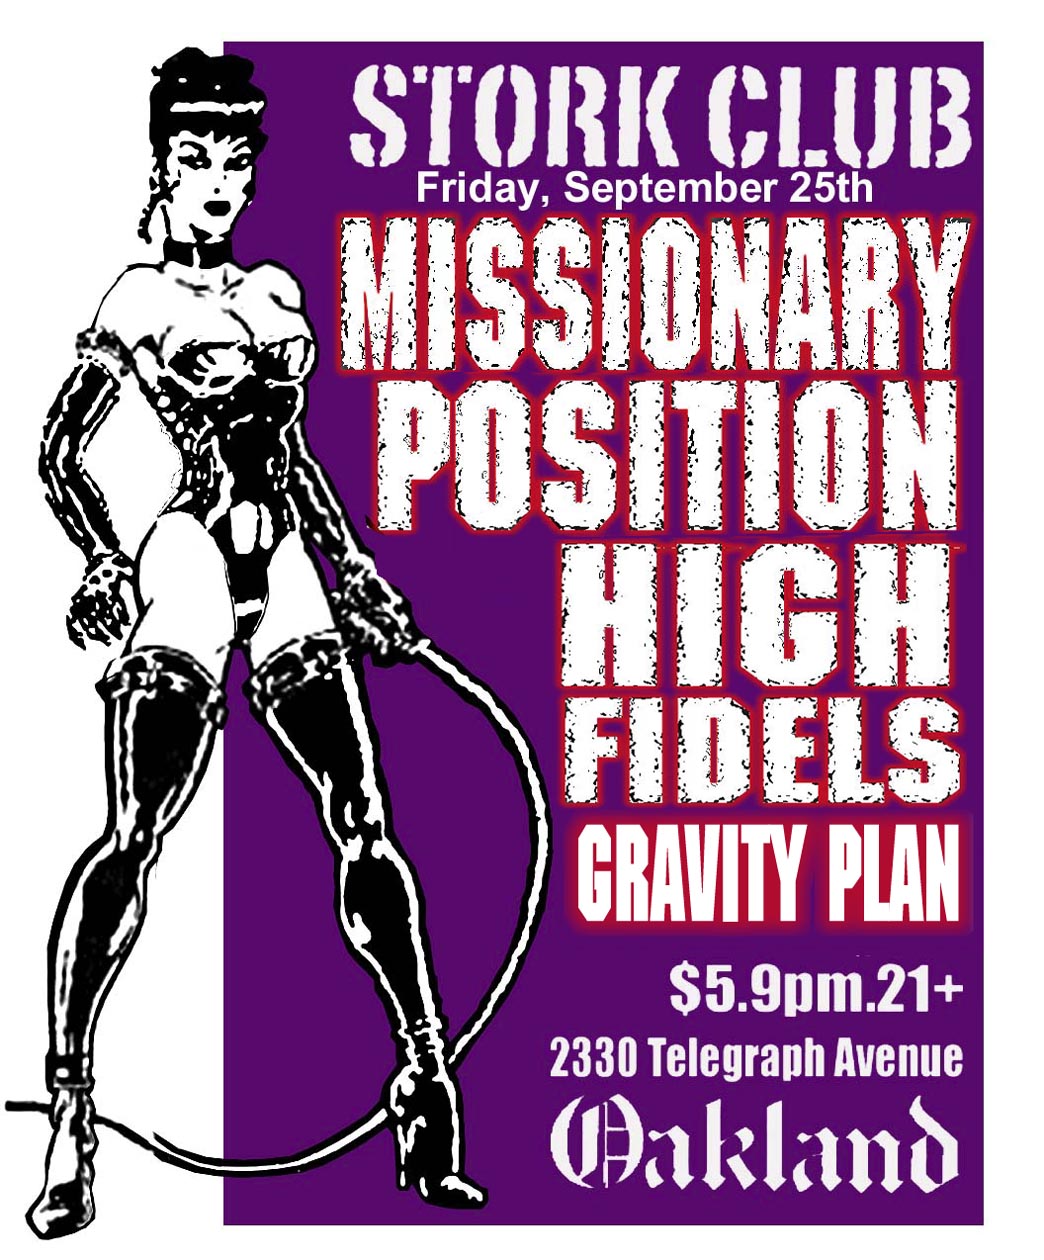 STORK CLUB
Friday, September 25th
MISSIONARY
POSITION
HIGH
FIDELS
GRAVITY PLAN
$5.9pm.21+
2330 Telegraph Avenue
Oakland